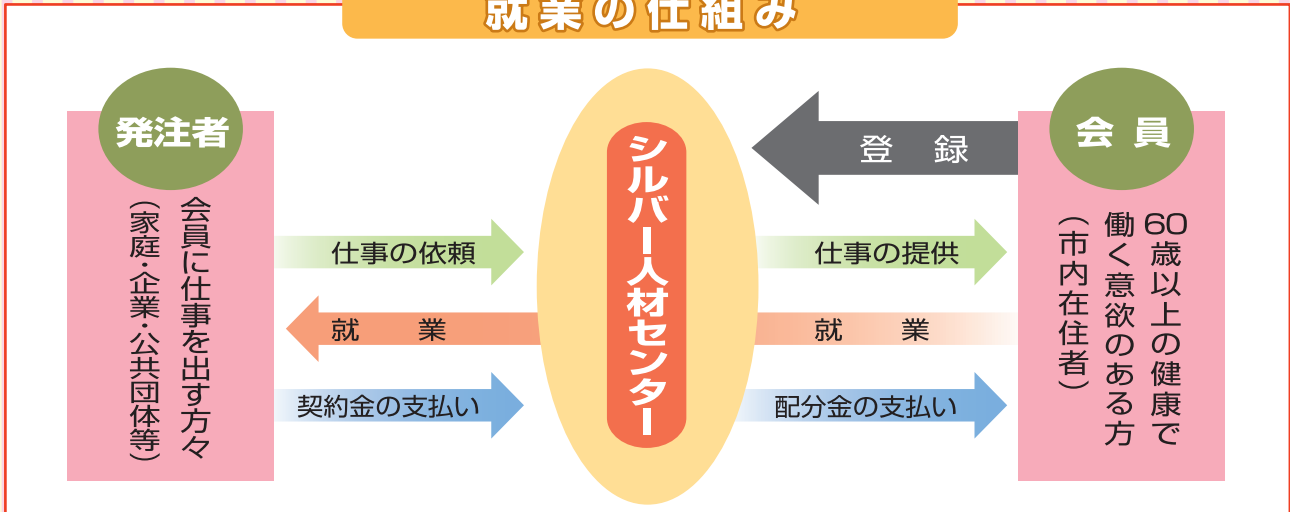 就業の仕組み
発注者
会員に仕事を出す方々
(家庭・企業・公共団体等)
仕事の依頼
就　業
契約金の支払い
シルバー人材センター
登　録
仕事の提供
就　業
配分金の支払い
会 員
60歳以上の健康で
働く意欲のある方
(市内在住者)